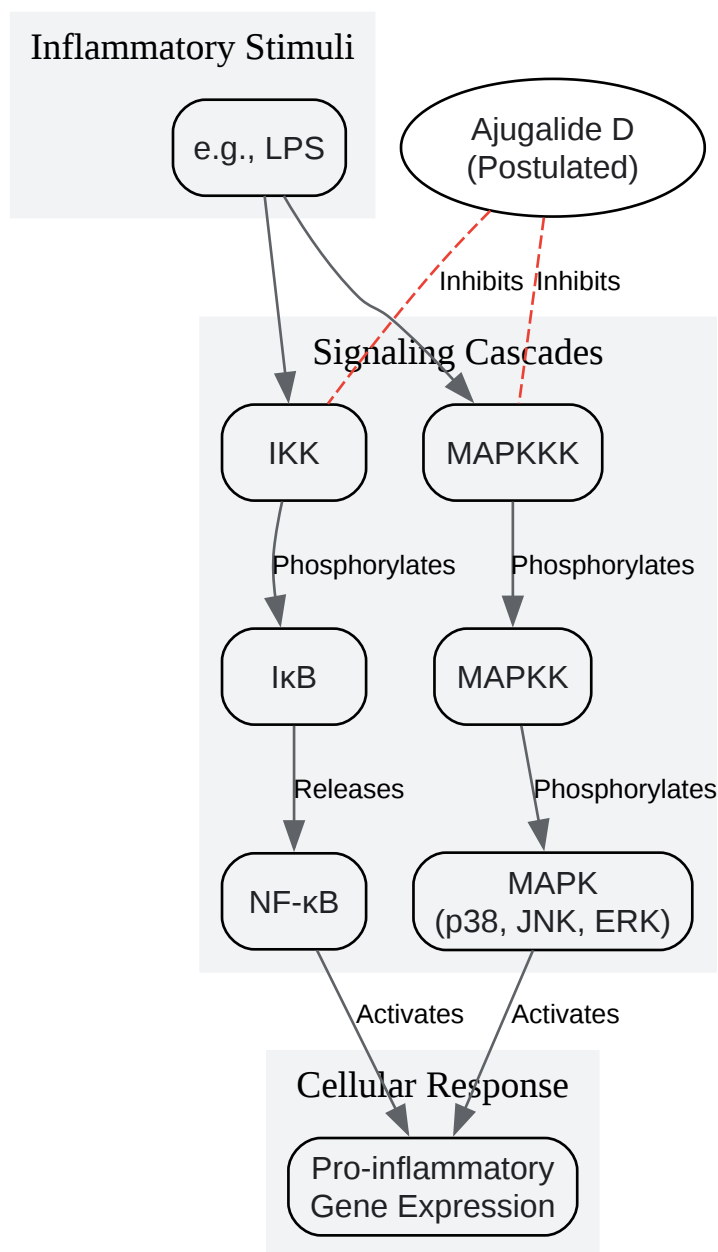 Inflammatory Stimuli
e.g., LPS
Ajugalide D
(Postulated)
Inhibits
Inhibits
Signaling Cascades
IKK
MAPKKK
Phosphorylates
Phosphorylates
IκB
MAPKK
Releases
Phosphorylates
NF-κB
MAPK
(p38, JNK, ERK)
Activates
Activates
Cellular Response
Pro-inflammatory
Gene Expression